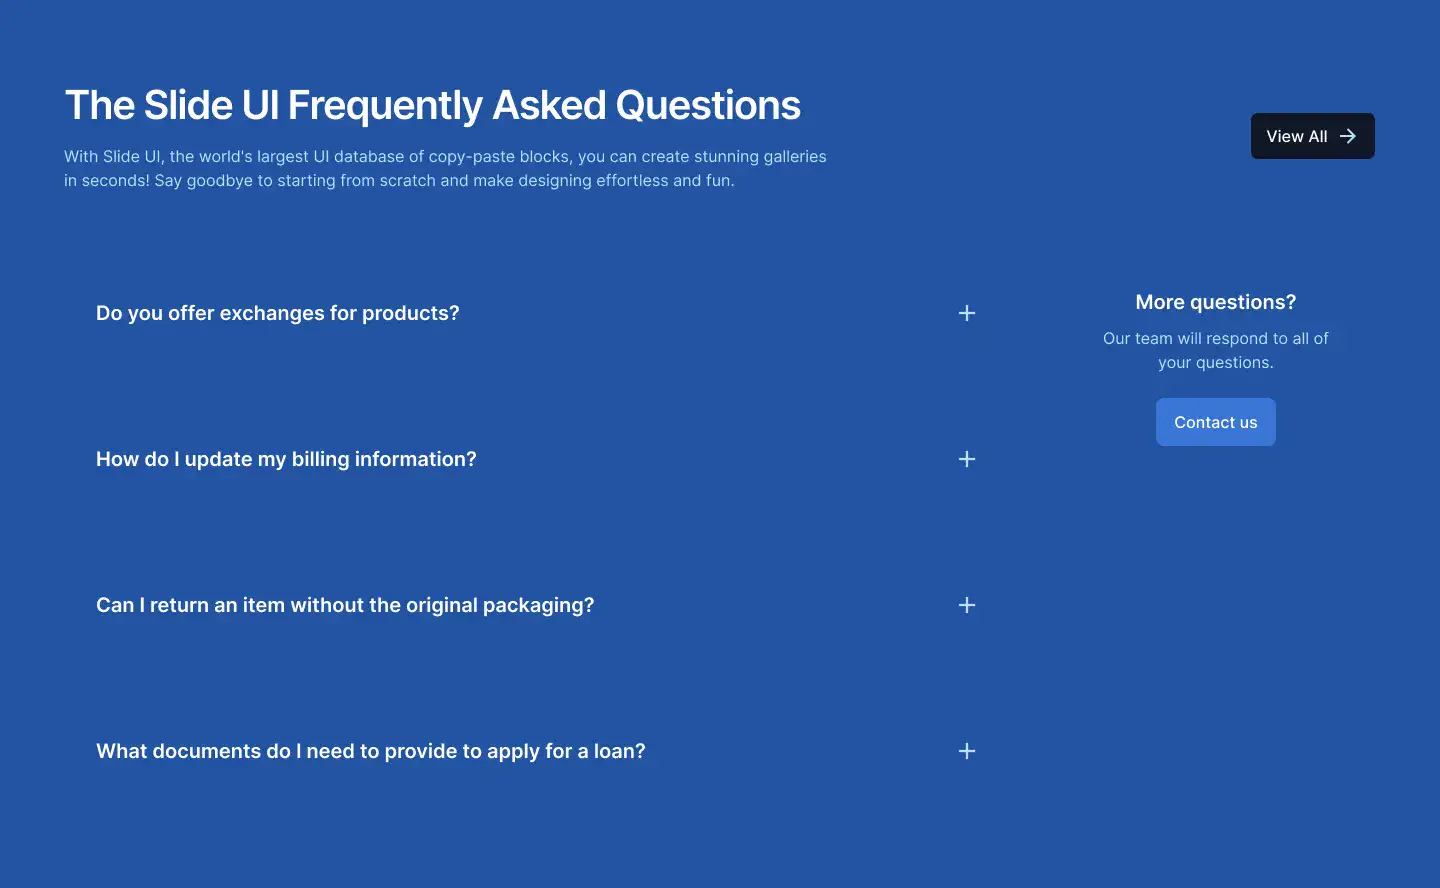 The Slide UI Frequently Asked Questions
With Slide UI, the world's largest UI database of copy-paste blocks, you can create stunning galleries
in seconds! Say goodbye to starting from scratch and make designing effortless and fun.
View All
Do you offer exchanges for products?
How do I update my billing information?
Can I return an item without the original packaging?
What documents do I need to provide to apply for a loan?
More questions?
Our team will respond to all of
your questions.
Contact us